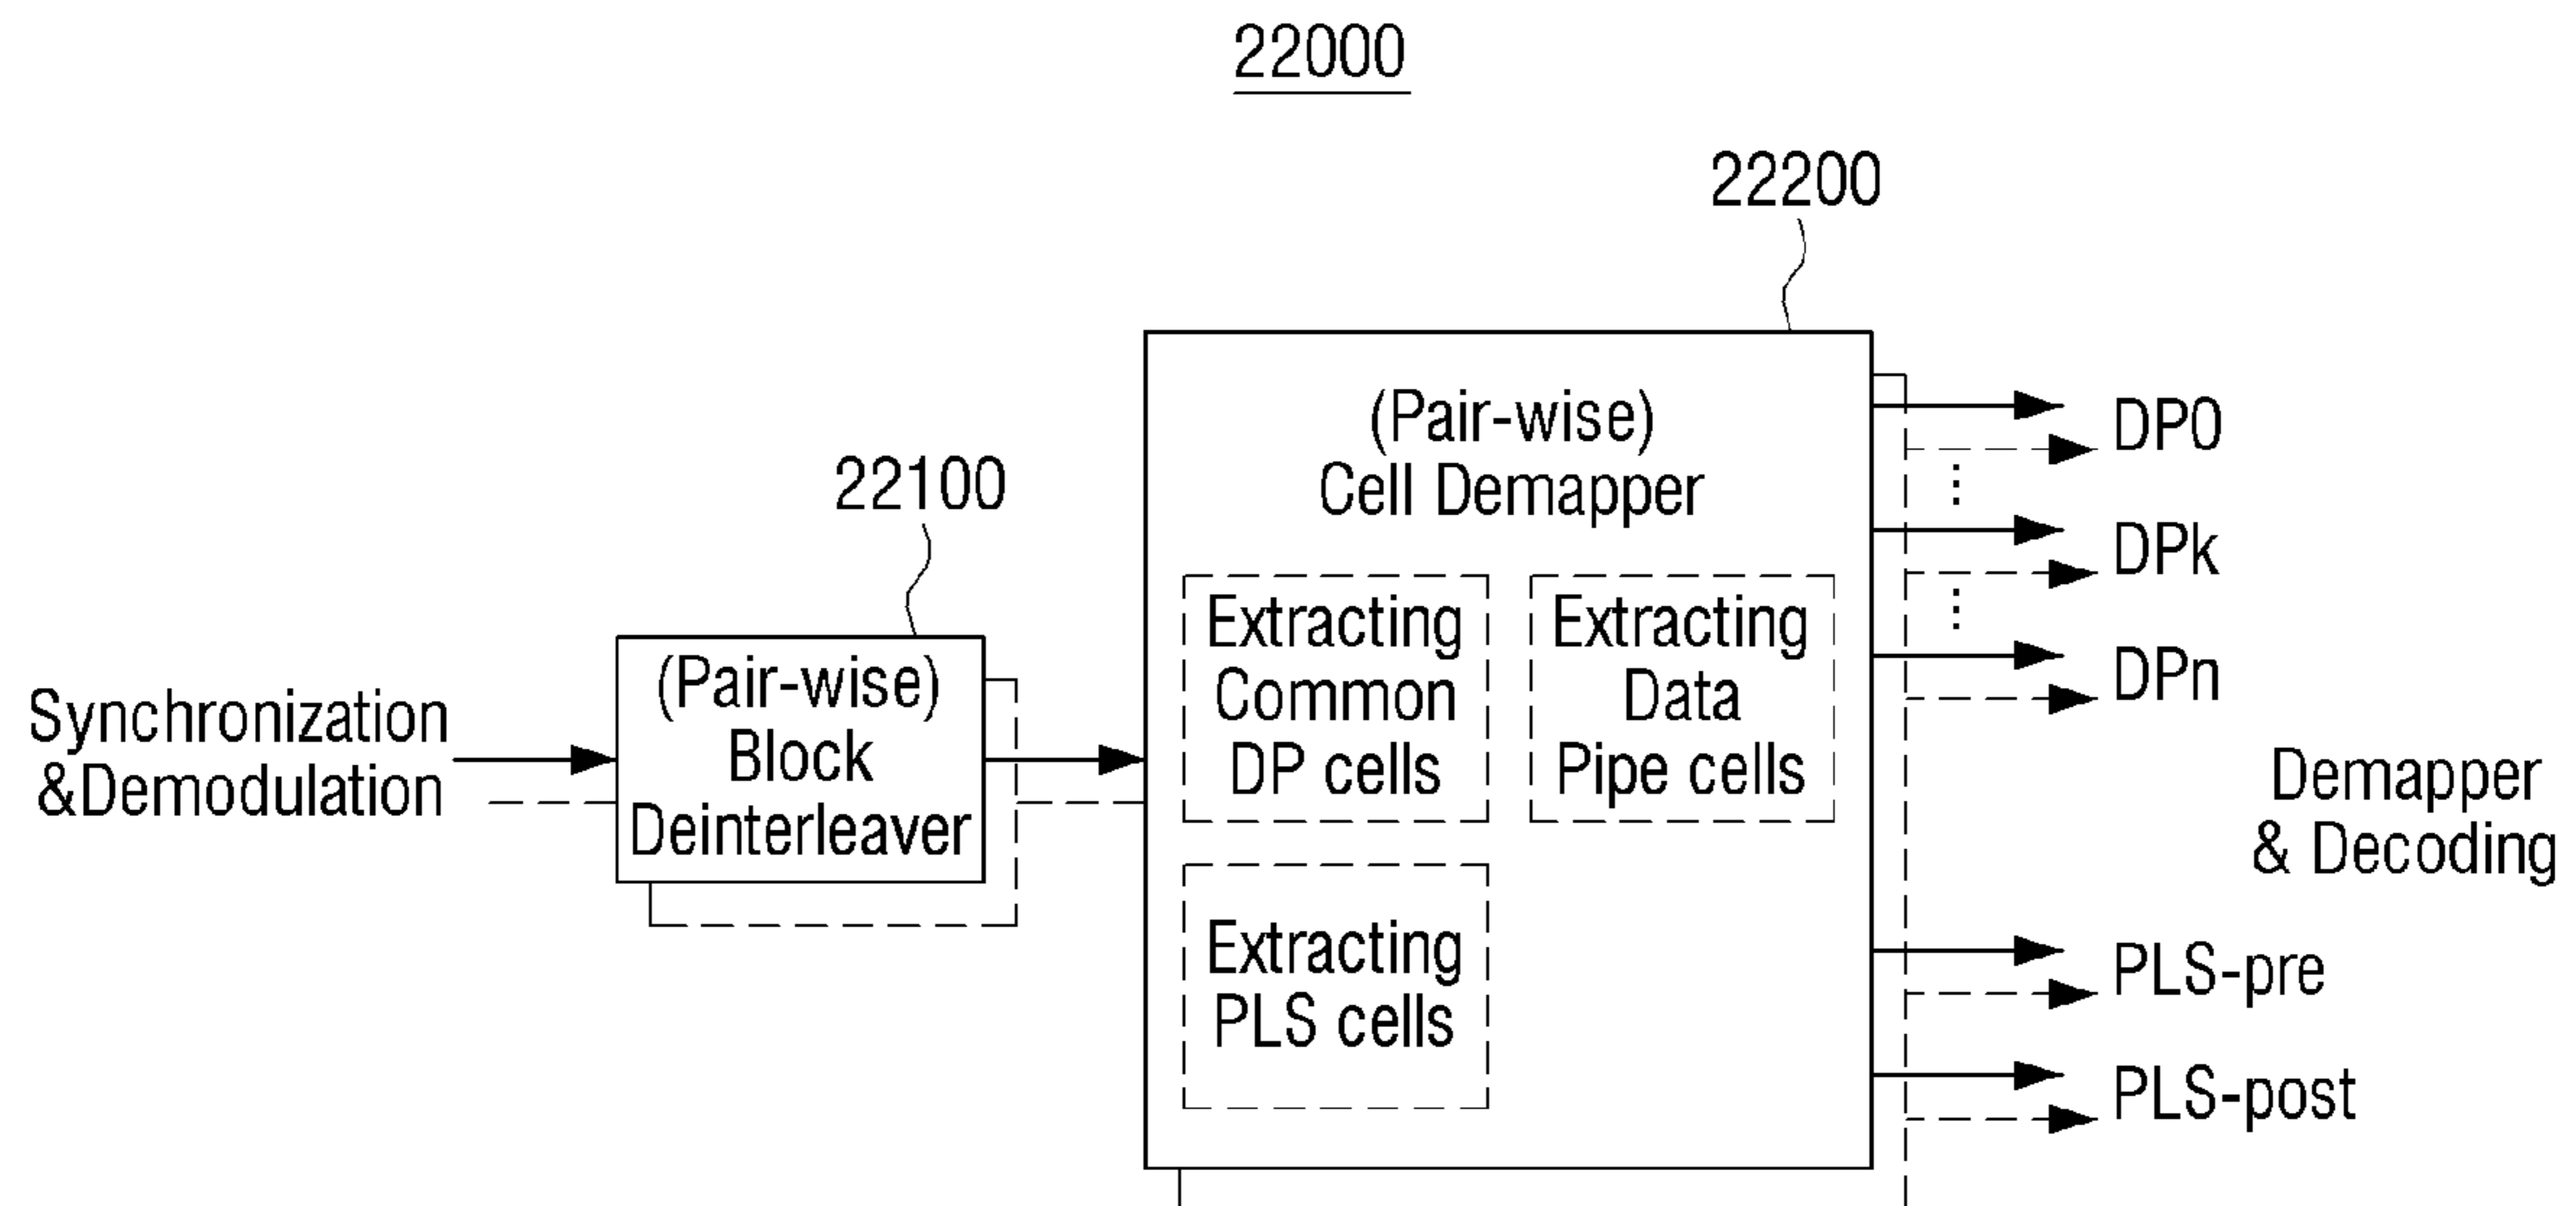 22000
22200
22100
Synchronization
&Demodulation
(Pair-wise)
Block
Deinterleaver
(Pair-wise)
Cell Demapper
Extracting
Common
DP cells
Extracting
Data
Pipe cells
Extracting
PLS cells
DP0
DPk
DPn
Demapper
& Decoding
PLS-pre
PLS-post